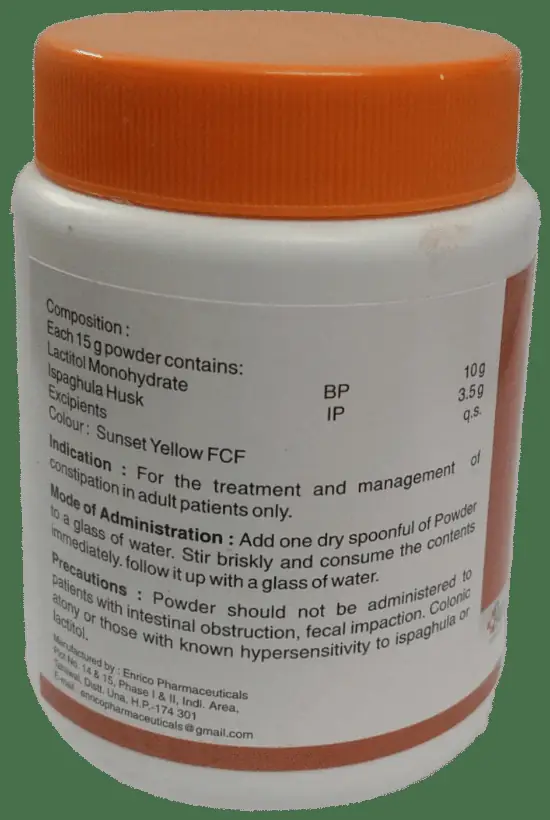 Composition :
Each 15 g powder contains:
Lactitol Monohydrate BP 10 g
Ispaghula Husk IP 3.5 g
Excipients q.s.
Colour : Sunset Yellow FCF
Indication : For the treatment and management of
constipation in adult patients only.
Mode of Administration : Add one dry spoonful of Powder
to a glass of water. Stir briskly and consume the contents
immediately. follow it up with a glass of water.
Precautions : Powder should not be administered to
patients with intestinal obstruction, fecal impaction. Colonic
atony or those with known hypersensitivity to ispaghula or
lactitol.
Manufactured by : Enrico Pharmaceuticals
Plot No. 14 & 15, Phase I & II, Indl. Area,
Distt. Una, H.P.-174 301
E-mail : enricopharmaceuticals@gmail.com